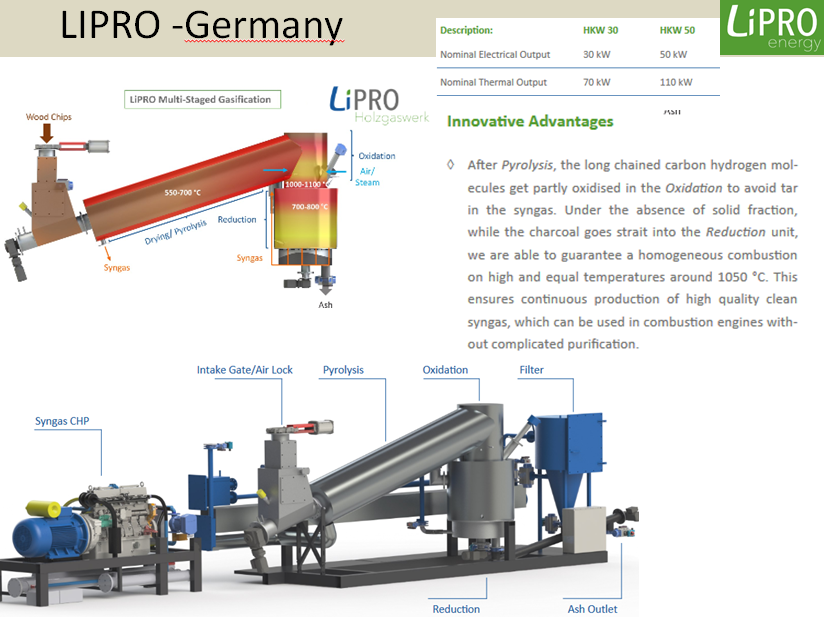 LIPRO -Germany
Description: HKW 30 HKW 50
Nominal Electrical Output 30 kW 50 kW
Nominal Thermal Output 70 kW 110 kW
LiPRO
energy
LiPRO Multi-Staged Gasification
LiPRO
Holzgaswerk
Wood Chips
Oxidation
Air/
Steam
550-700 °C
1000-1100 °C
700-800 °C
Reduction
Drying/ Pyrolysis
Syngas
Syngas
Ash
Ash
Innovative Advantages
◊ After Pyrolysis, the long chained carbon hydrogen mol-
ecules get partly oxidised in the Oxidation to avoid tar
in the syngas. Under the absence of solid fraction,
while the charcoal goes strait into the Reduction unit,
we are able to guarantee a homogeneous combustion
on high and equal temperatures around 1050 °C. This
ensures continuous production of high quality clean
syngas, which can be used in combustion engines with-
out complicated purification.
Intake Gate/Air Lock
Pyrolysis
Oxidation
Filter
Syngas CHP
Reduction
Ash Outlet